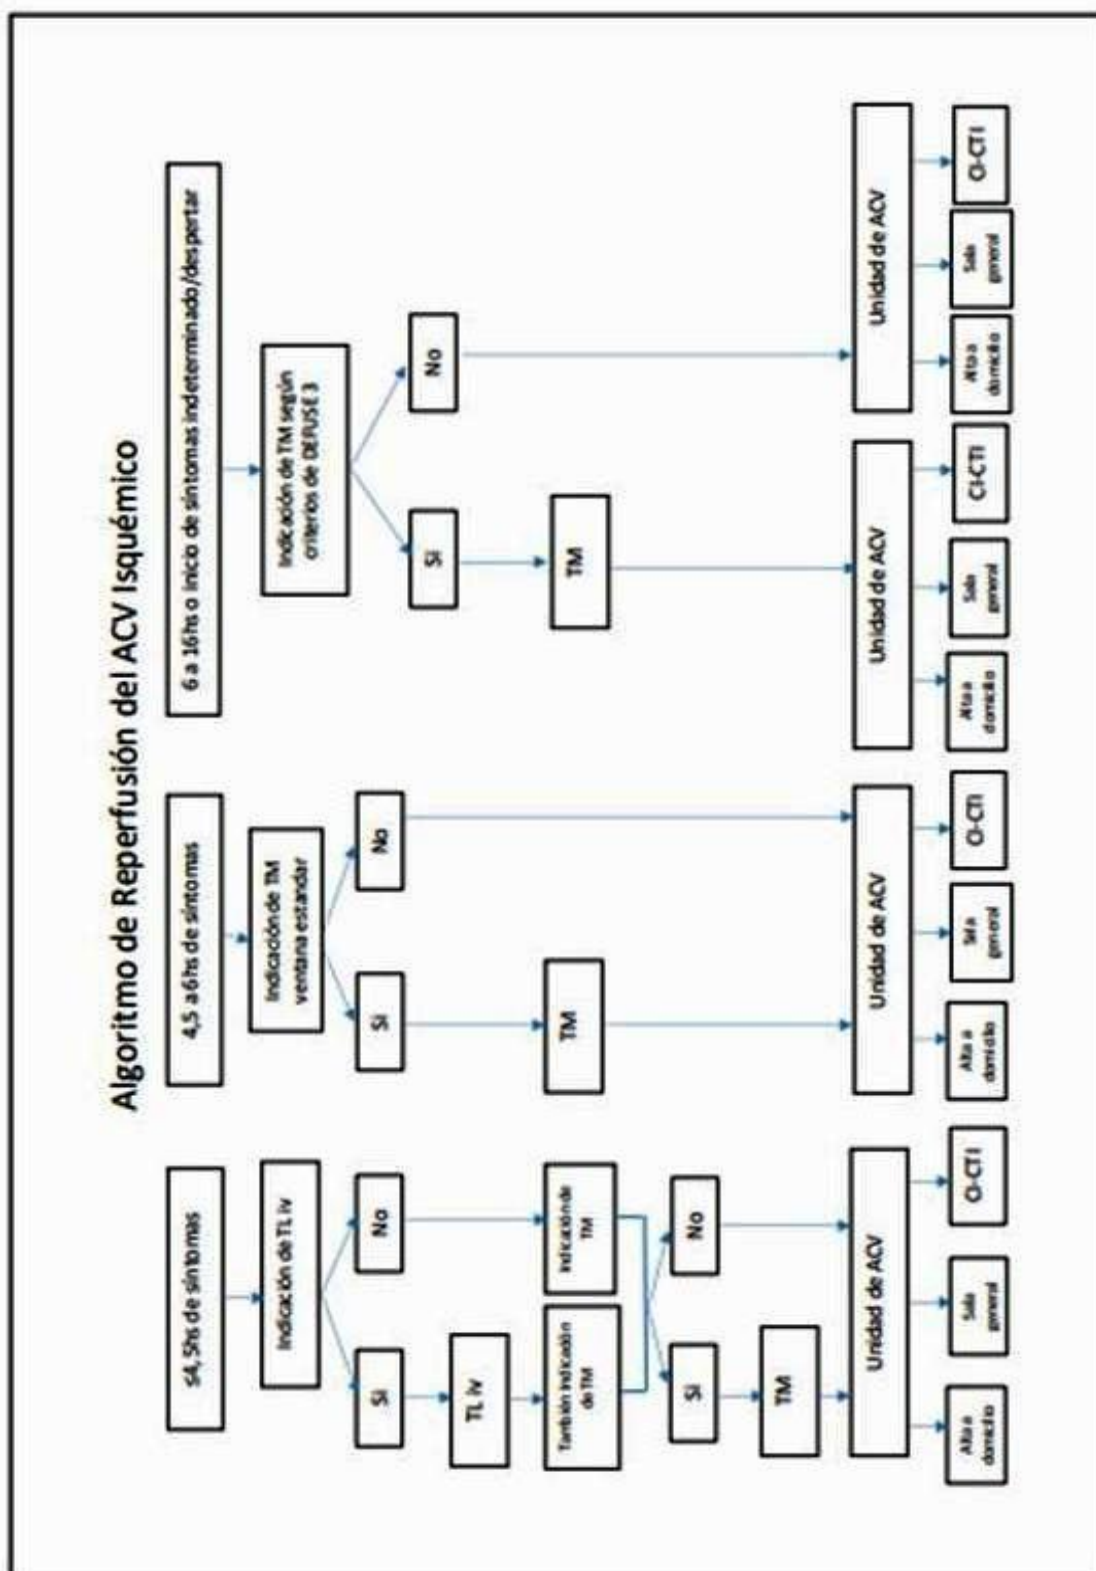 Algoritmo de Reperfusión del ACV Isquémico
≤4,5hs de síntomas
Indicación de TL iv
Si
No
TL iv
También Indicación
de TM
Indicación de
TM
Si
No
TM
Unidad de ACV
Alta a
domicilio
Sala
general
CI-CTI
4,5 a 6hs de síntomas
Indicación de TM
ventana estandar
Si
No
TM
Unidad de ACV
Alta a
domicilio
Sala
general
CI-CTI
6 a 16hs o inicio de síntomas indeterminado/despertar
Indicación de TM según
criterios de DEFUSE 3
Si
No
TM
Unidad de ACV
Alta a
domicilio
Sala
general
CI-CTI
Unidad de ACV
Alta a
domicilio
Sala
general
CI-CTI